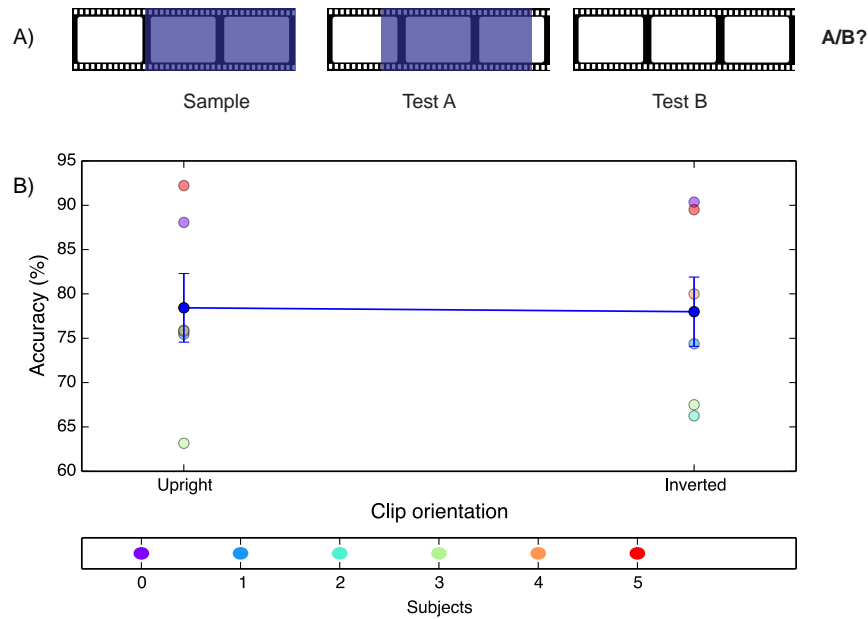 A)
A/B?
Sample
Test A
Test B
B)
Accuracy (%)
95
90
85
80
75
70
65
60
Upright
Inverted
Clip orientation
0
1
2
3
4
5
Subjects